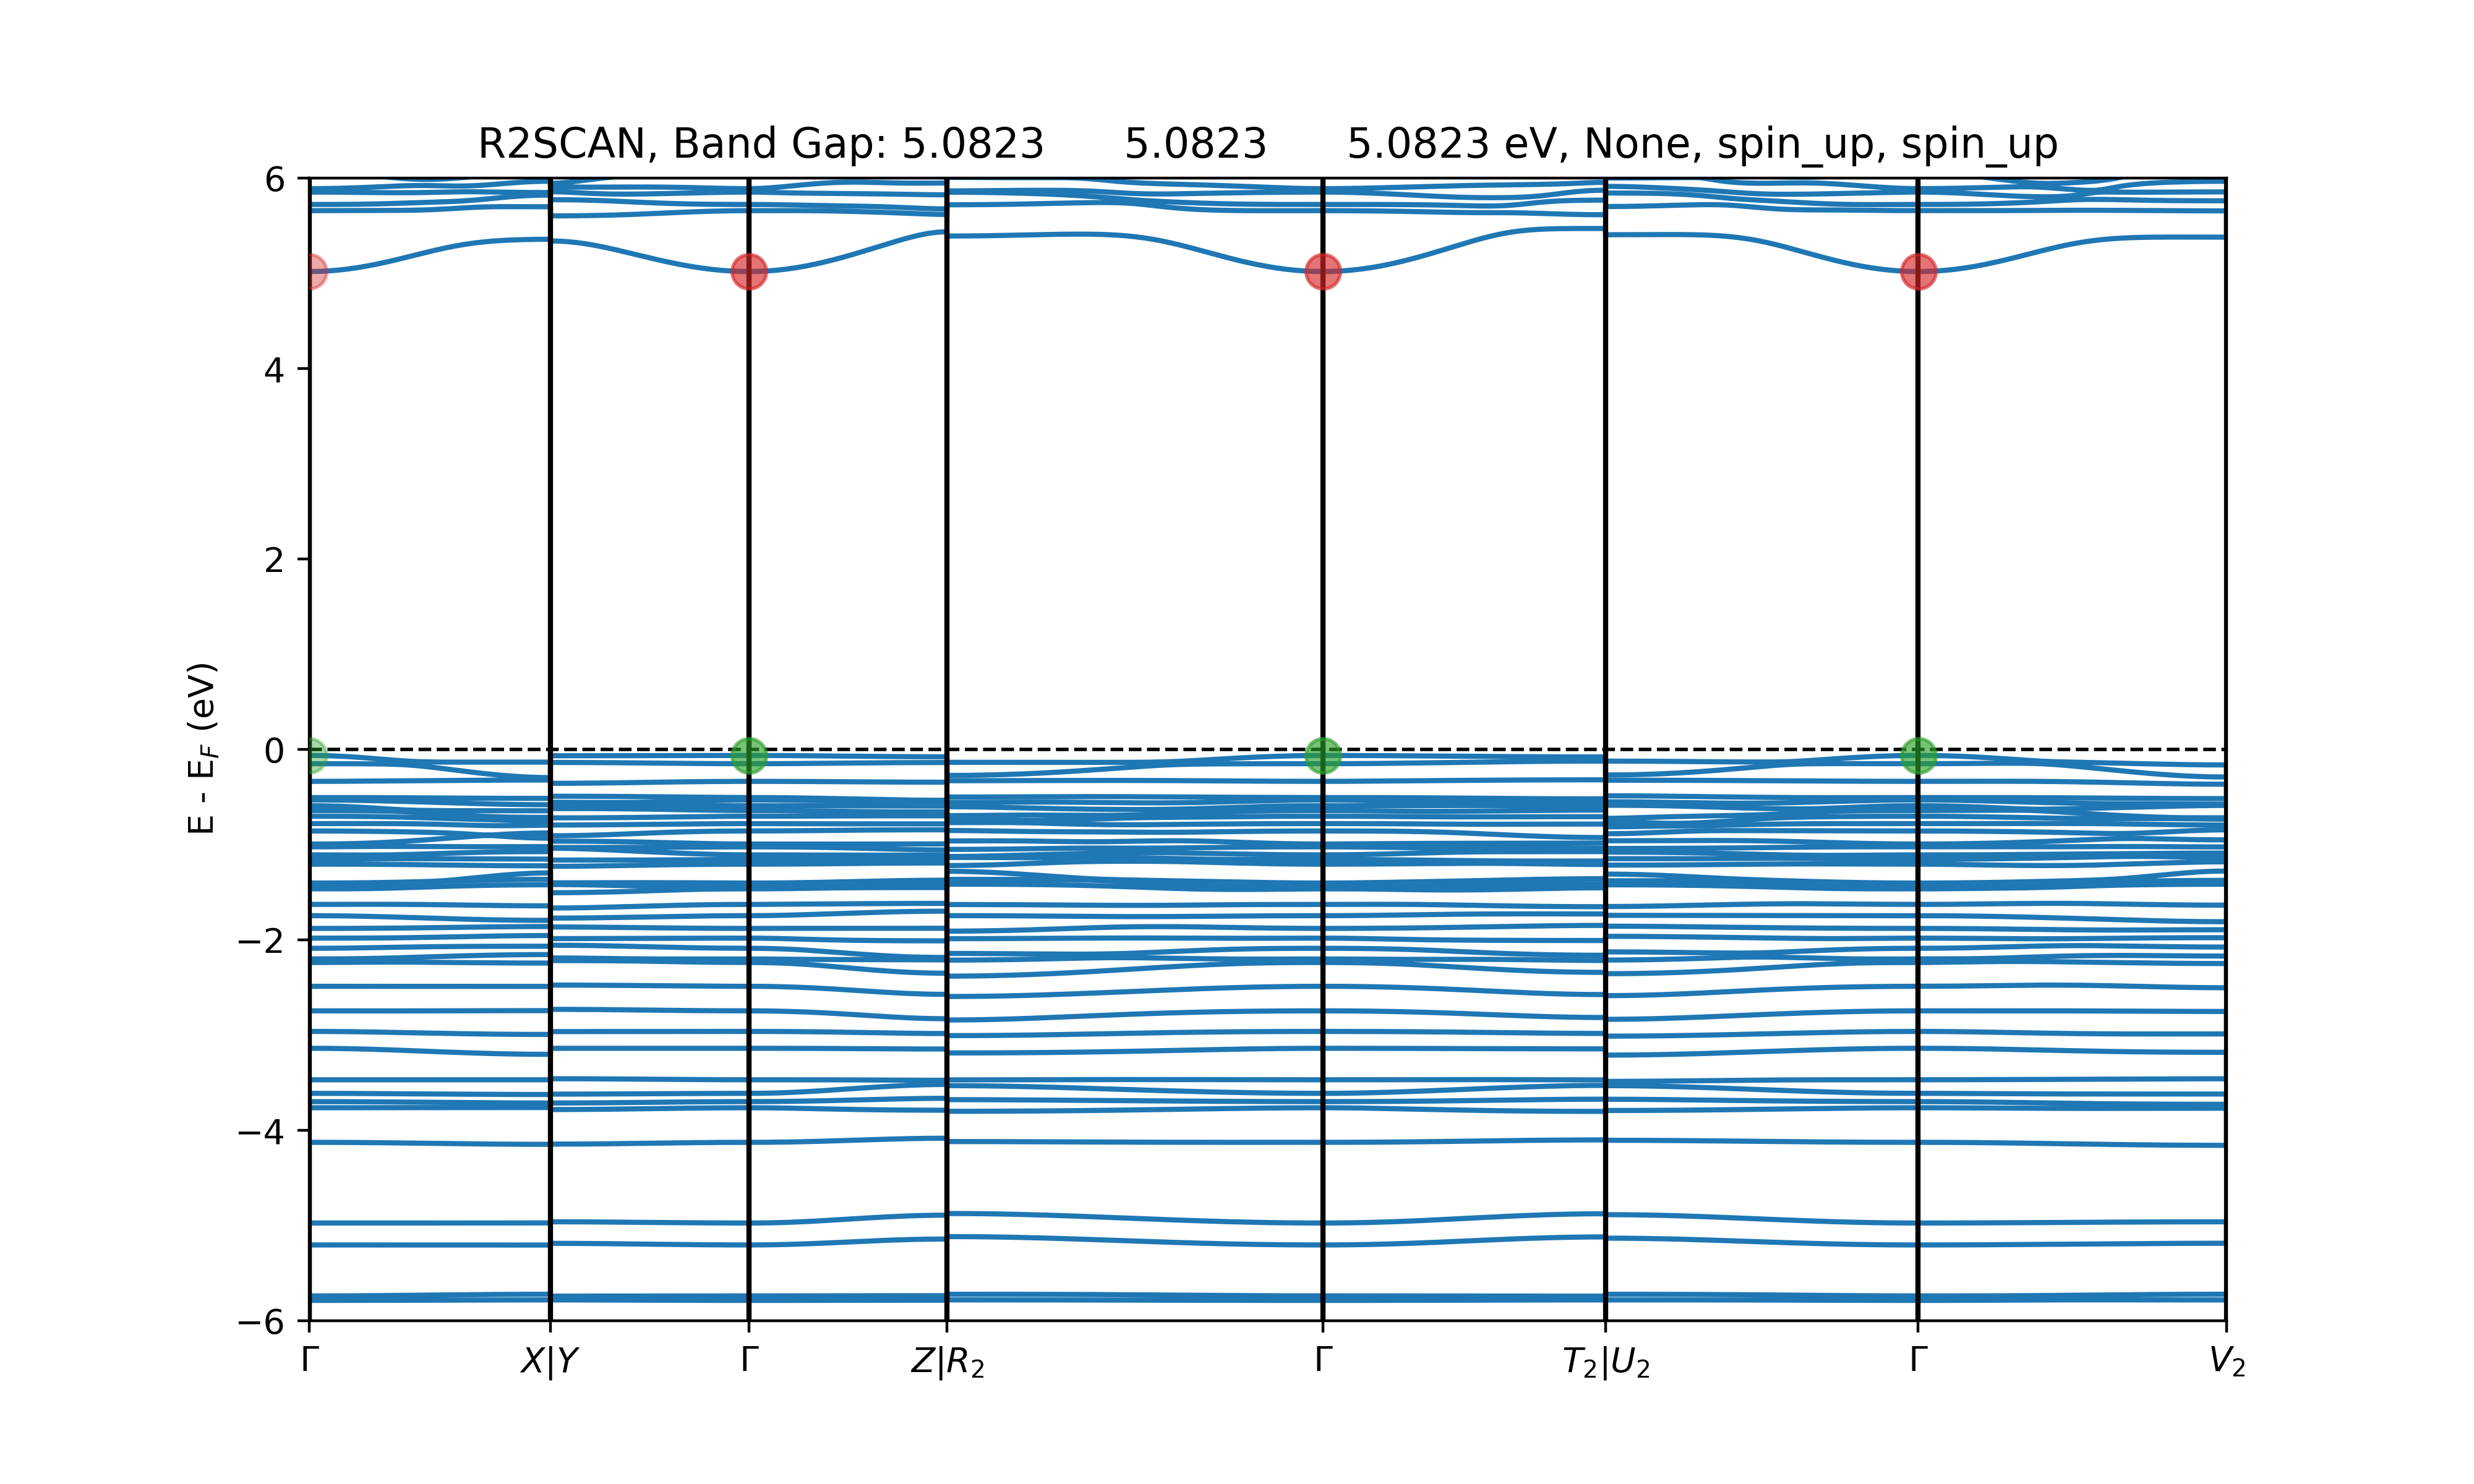 R2SCAN, Band Gap: 5.0823 5.0823 5.0823 eV, None, spin_up, spin_up
E - E_F (eV)
6
4
2
0
−2
−4
−6
Γ X|Y Γ Z|R₂ Γ T₂|U₂ Γ V₂